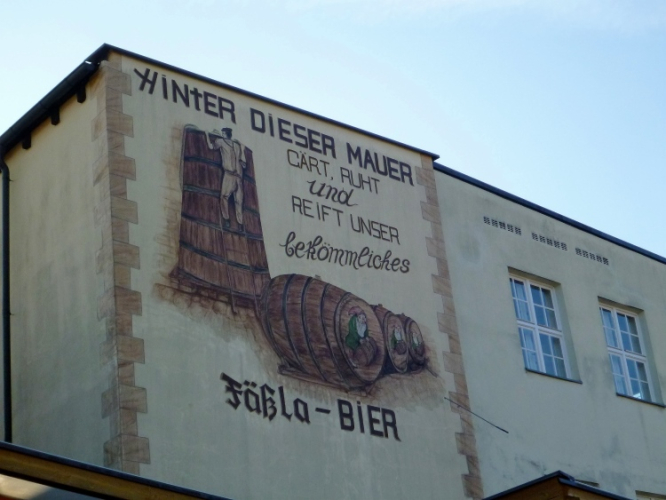 HINTER DIESER MAUER
GÄRT, RUHT
und
REIFT UNSER
bekömmliches
Fäßla - BIER